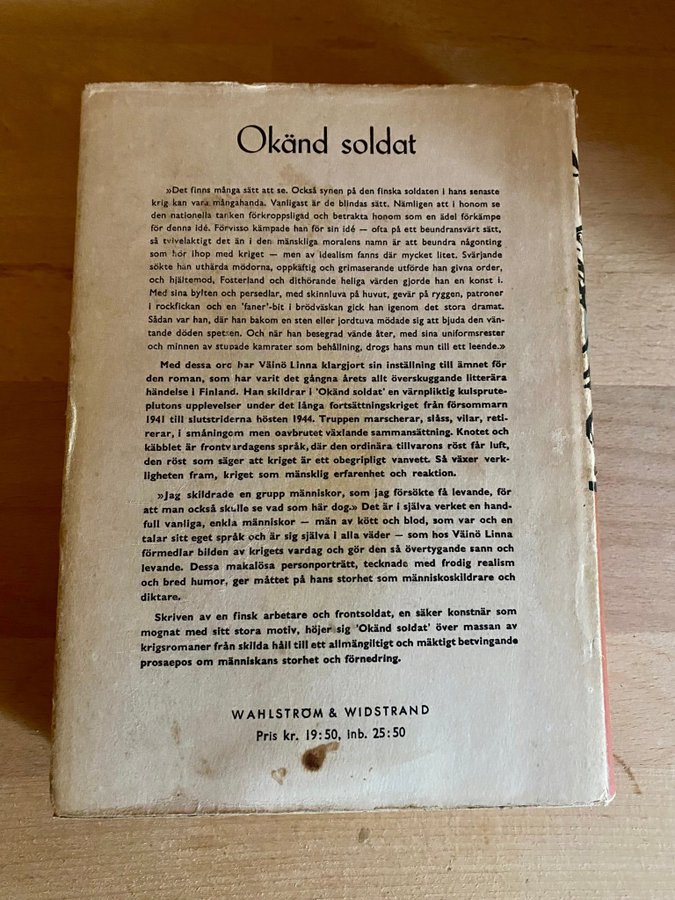 Okänd soldat
»Det finns många sätt att se. Också synen på den finska soldaten i hans senaste
krig kan vara mångahanda. Vanligast är de blindas sätt. Nämligen att i honom se
den nationella tanken förkroppsligad och betrakta honom som en ädel förkämpe
för denna idé. Förvisso kämpade han för sin idé — ofta på ett beundransvärt sätt,
så tvivelaktigt det än i den mänskliga moralens namn är att beundra någonting
som hör ihop med kriget — men av idealism fanns där mycket litet. Svärjande
sökte han uthärda mödorna, oppkäftig och grimaserande utförde han givna order,
och hjältemod, Fosterland och dithörande heliga värden gjorde han en konst i.
Med sina bylten och persedlar, med skinnluva på huvut, gevär på ryggen, patroner
i rockfickan och en 'faner'-bit i brödväskan gick han igenom det stora dramat.
Sådan var han, där han bakom en sten eller jordtuva mödade sig att bjuda den vän-
tande döden spetsen. Och när han besegrad vände åter, med sina uniformsrester
och minnen av stupade kamrater som behållning, drogs hans mun till ett leende.»
Med dessa ord har Väinö Linna klargjort sin inställning till ämnet för
den roman, som har varit det gångna årets allt överskuggande litterära
händelse i Finland. Han skildrar i 'Okänd soldat' en värnpliktig kulsprute-
plutons upplevelser under det långa fortsättningskriget från försommarn
1941 till slutstriderna hösten 1944. Truppen marscherar, slåss, vilar, reti-
rerar, i småningom men oavbrutet växlande sammansättning. Knotet och
käbblet är frontvardagens språk, där den ordinära tillvarons röst får luft,
den röst som säger att kriget är ett obegripligt vanvett. Så växer verk-
ligheten fram, kriget som mänsklig erfarenhet och reaktion.
»Jag skildrade en grupp människor, som jag försökte få levande, för
att man också skulle se vad som här dog.» Det är i själva verket en hand-
full vanliga, enkla människor — män av kött och blod, som var och en
talar sitt eget språk och är sig själva i alla väder — som hos Väinö Linna
förmedlar bilden av krigets vardag och gör den så övertygande sann och
levande. Dessa makalösa personporträtt, tecknade med frodig realism
och bred humor, ger måttet på hans storhet som människoskildrare och
diktare.
Skriven av en finsk arbetare och frontsoldat, en säker konstnär som
mognat med sitt stora motiv, höjer sig 'Okänd soldat' över massan av
krigsromaner från skilda håll till ett allmängiltigt och mäktigt betvingande
prosaepos om människans storhet och förnedring.
WAHLSTRÖM & WIDSTRAND
Pris kr. 19:50, inb. 25:50